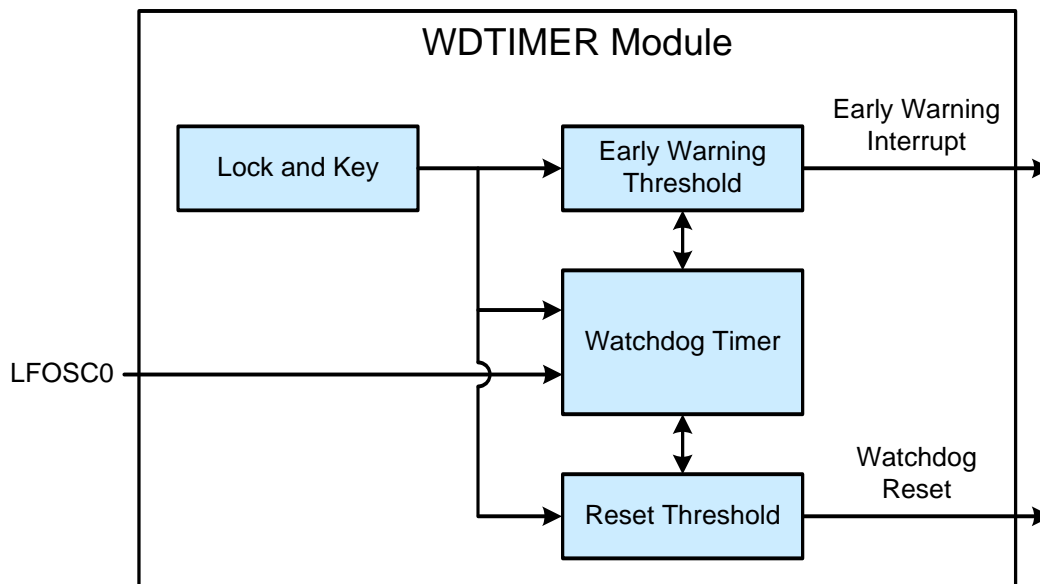 WDTIMER Module
Lock and Key
Early Warning
Threshold
Early Warning
Interrupt
Watchdog Timer
LFOSC0
Reset Threshold
Watchdog
Reset